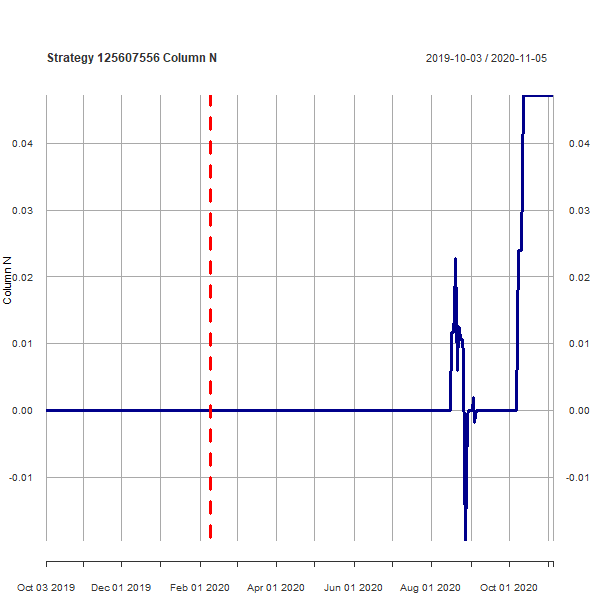 Strategy 125607556 Column N
2019-10-03 / 2020-11-05
0.04
0.04
0.03
0.03
Column N
0.02
0.02
0.01
0.01
0.00
0.00
-0.01
-0.01
Oct 03 2019
Dec 01 2019
Feb 01 2020
Apr 01 2020
Jun 01 2020
Aug 01 2020
Oct 01 2020